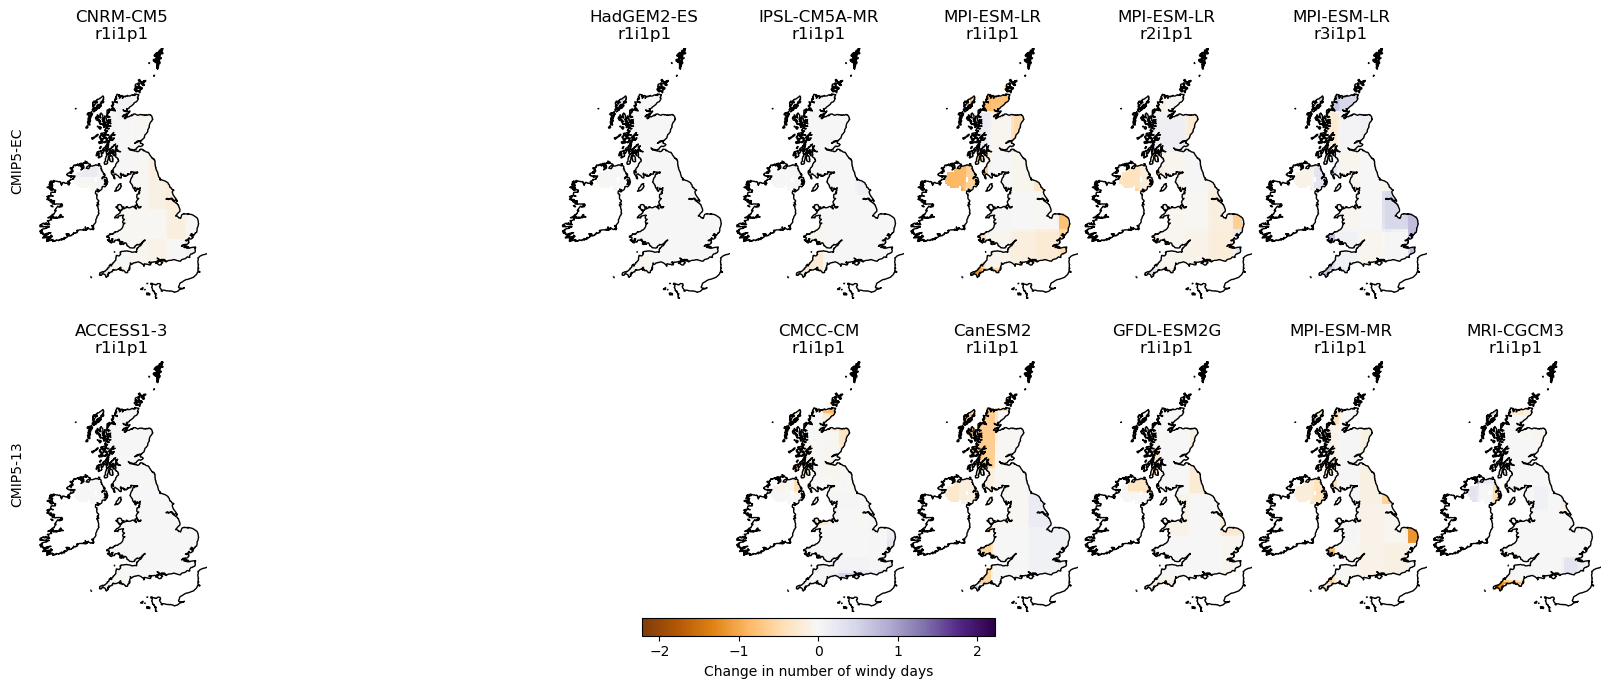 CNRM-CM5
r1i1p1
HadGEM2-ES
r1i1p1
IPSL-CM5A-MR
r1i1p1
MPI-ESM-LR
r1i1p1
MPI-ESM-LR
r2i1p1
MPI-ESM-LR
r3i1p1
CMIP5-EC
ACCESS1-3
r1i1p1
CMCC-CM
r1i1p1
CanESM2
r1i1p1
GFDL-ESM2G
r1i1p1
MPI-ESM-MR
r1i1p1
MRI-CGCM3
r1i1p1
CMIP5-13
−2 −1 0 1 2
Change in number of windy days